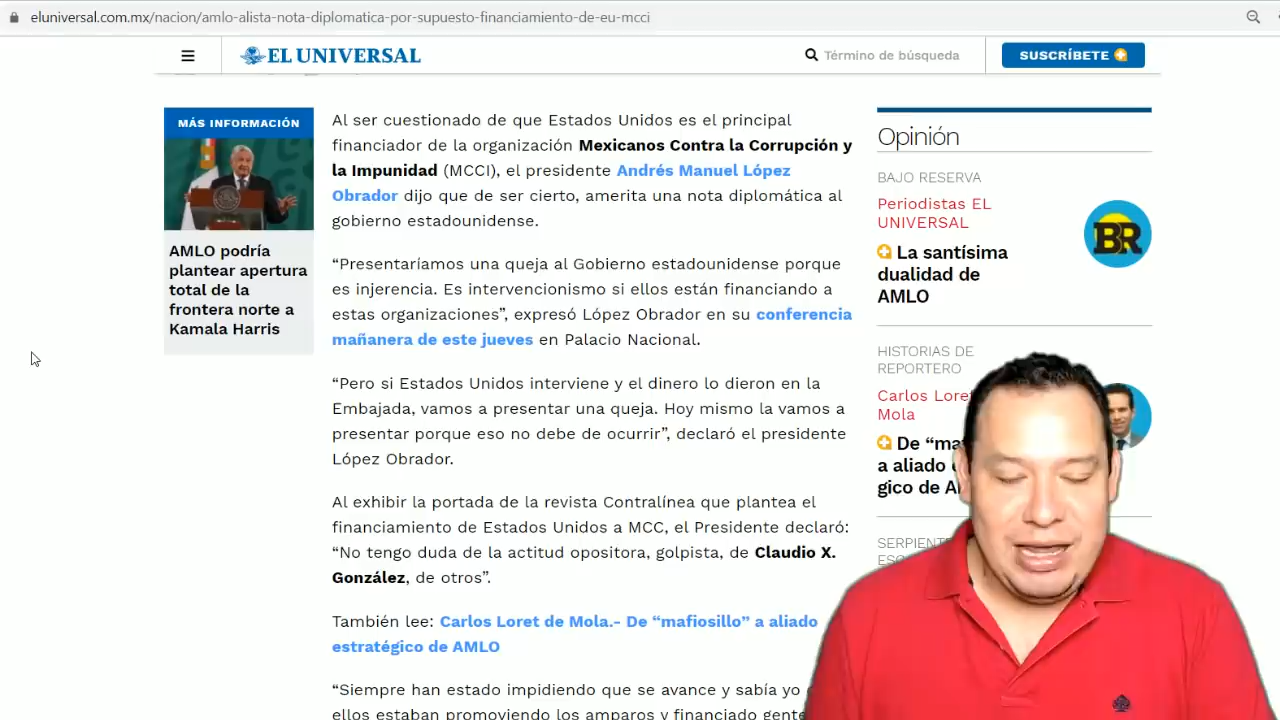 eluniversal.com.mx/nacion/amlo-alista-nota-diplomatica-por-supuesto-financiamiento-de-eu-mcci
EL UNIVERSAL
Término de búsqueda
SUSCRÍBETE
MÁS INFORMACIÓN
AMLO podría
plantear apertura
total de la
frontera norte a
Kamala Harris
Al ser cuestionado de que Estados Unidos es el principal
financiador de la organización Mexicanos Contra la Corrupción y
la Impunidad (MCCI), el presidente Andrés Manuel López
Obrador dijo que de ser cierto, amerita una nota diplomática al
gobierno estadounidense.
“Presentaríamos una queja al Gobierno estadounidense porque
es injerencia. Es intervencionismo si ellos están financiando a
estas organizaciones”, expresó López Obrador en su conferencia
mañanera de este jueves en Palacio Nacional.
“Pero si Estados Unidos interviene y el dinero lo dieron en la
Embajada, vamos a presentar una queja. Hoy mismo la vamos a
presentar porque eso no debe de ocurrir”, declaró el presidente
López Obrador.
Al exhibir la portada de la revista Contralínea que plantea el
financiamiento de Estados Unidos a MCC, el Presidente declaró:
“No tengo duda de la actitud opositora, golpista, de Claudio X.
González, de otros”.
También lee: Carlos Loret de Mola.- De “mafiosillo” a aliado
estratégico de AMLO
“Siempre han estado impidiendo que se avance y sabía yo
ellos estaban promoviendo los amparos y financiado
Opinión
BAJO RESERVA
Periodistas EL
UNIVERSAL
La santísima
dualidad de
AMLO
BR
HISTORIAS DE
REPORTERO
Carlos
Mola
De
a aliado
gico de